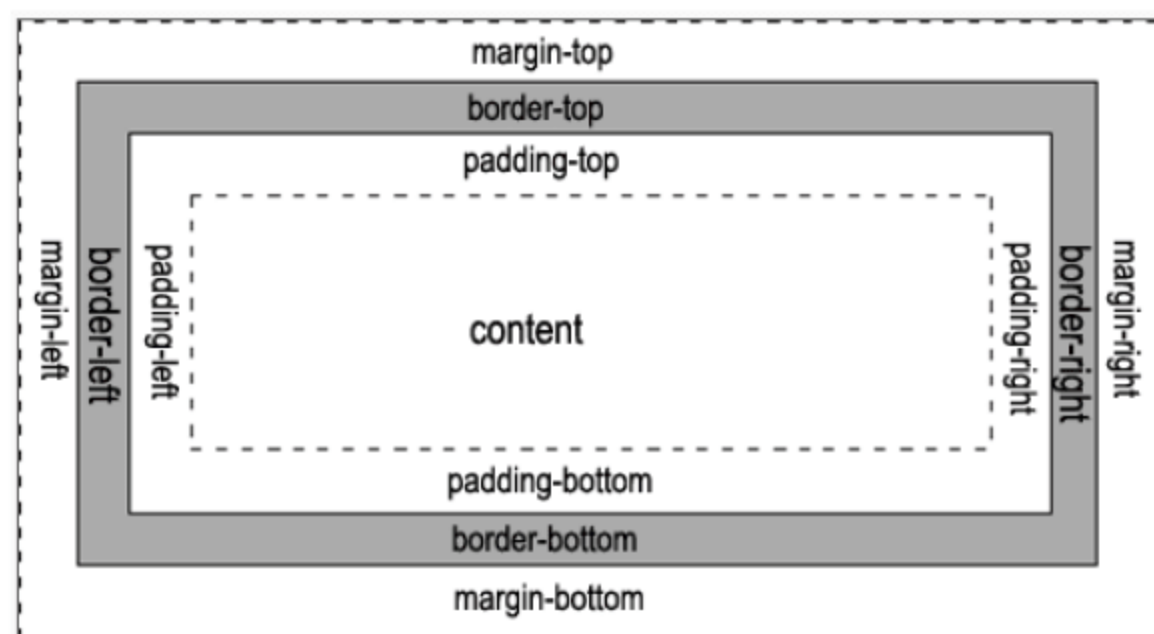 margin-top
border-top
padding-top
margin-left
border-left
padding-left
content
padding-right
border-right
margin-right
padding-bottom
border-bottom
margin-bottom